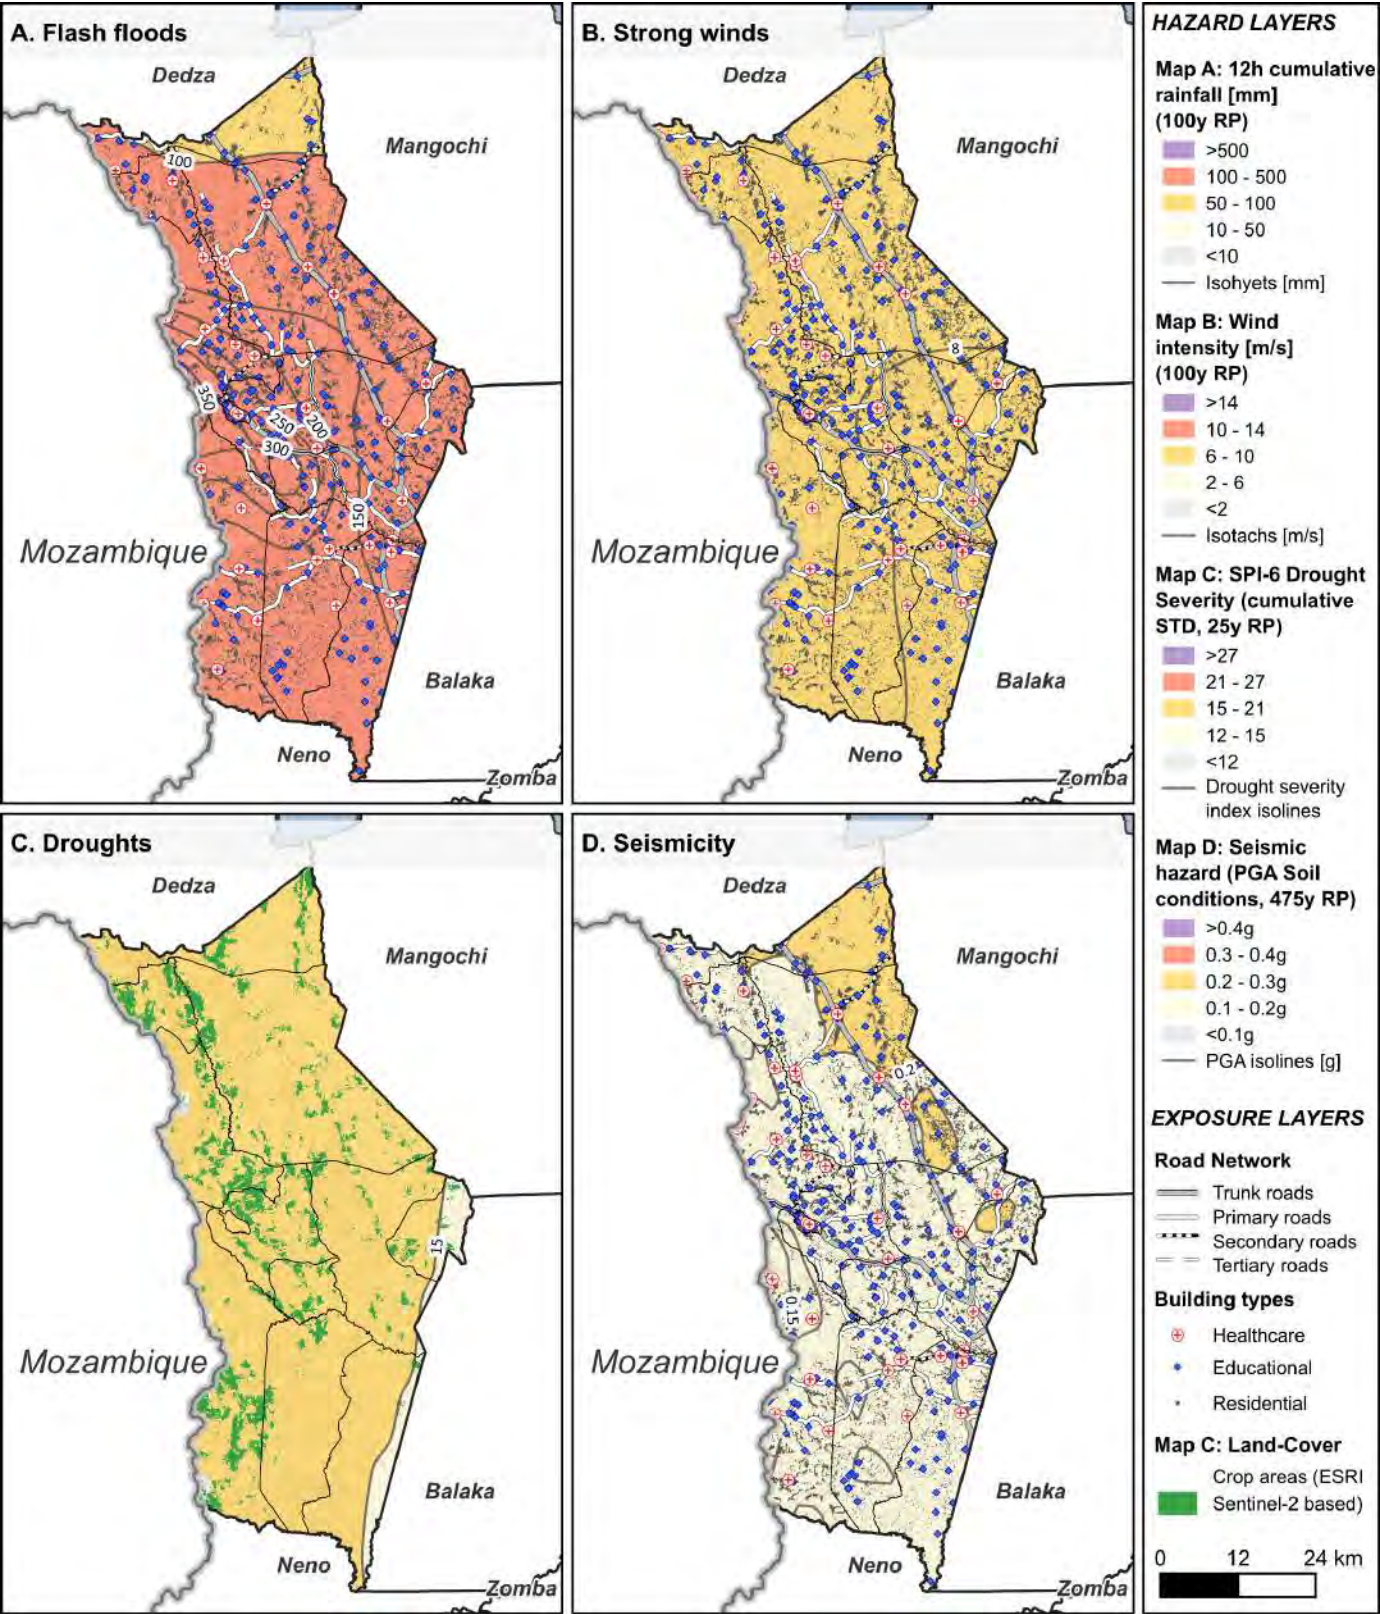 A. Flash floods
Dedza
Mangochi
100
350
250
200
300
150
Mozambique
Balaka
Neno
Zomba
B. Strong winds
Dedza
Mangochi
8
Mozambique
Balaka
Neno
Zomba
C. Droughts
Dedza
Mangochi
15
Mozambique
Balaka
Neno
Zomba
D. Seismicity
Dedza
Mangochi
0.2
0.15
Mozambique
Balaka
Neno
Zomba
HAZARD LAYERS
Map A: 12h cumulative
rainfall [mm]
(100y RP)
>500
100 - 500
50 - 100
10 - 50
<10
Isohyets [mm]
Map B: Wind
intensity [m/s]
(100y RP)
>14
10 - 14
6 - 10
2 - 6
<2
Isotachs [m/s]
Map C: SPI-6 Drought
Severity (cumulative
STD, 25y RP)
>27
21 - 27
15 - 21
12 - 15
<12
Drought severity
index isolines
Map D: Seismic
hazard (PGA Soil
conditions, 475y RP)
>0.4g
0.3 - 0.4g
0.2 - 0.3g
0.1 - 0.2g
<0.1g
PGA isolines [g]
EXPOSURE LAYERS
Road Network
Trunk roads
Primary roads
Secondary roads
Tertiary roads
Building types
Healthcare
Educational
Residential
Map C: Land-Cover
Crop areas (ESRI
Sentinel-2 based)
0 12 24 km